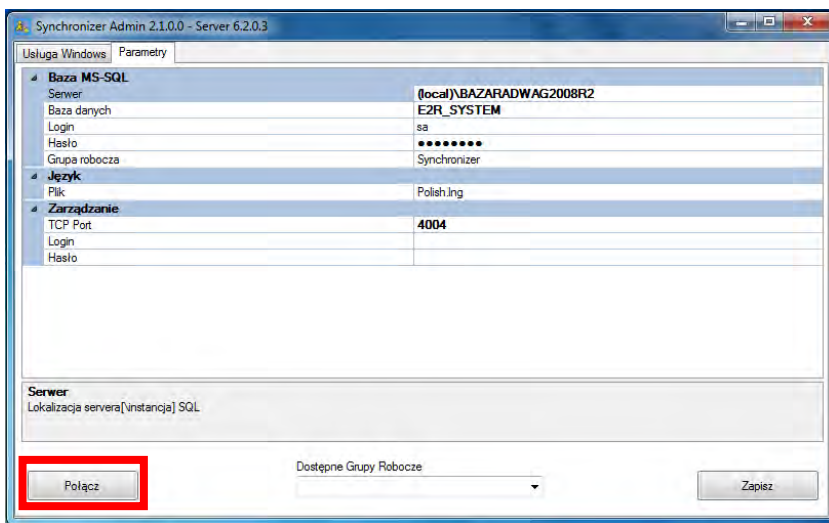 Synchronizer Admin 2.1.0.0 - Server 6.2.0.3
Usługa Windows Parametry
Baza MS-SQL
Serwer (local)\BAZARADWAG2008R2
Baza danych E2R_SYSTEM
Login sa
Hasło ●●●●●●●●
Grupa robocza Synchronizer
Język
Plik Polish.lng
Zarządzanie
TCP Port 4004
Login
Hasło
Serwer
Lokalizacja servera[\instancja] SQL
Dostępne Grupy Robocze
Połącz Zapisz